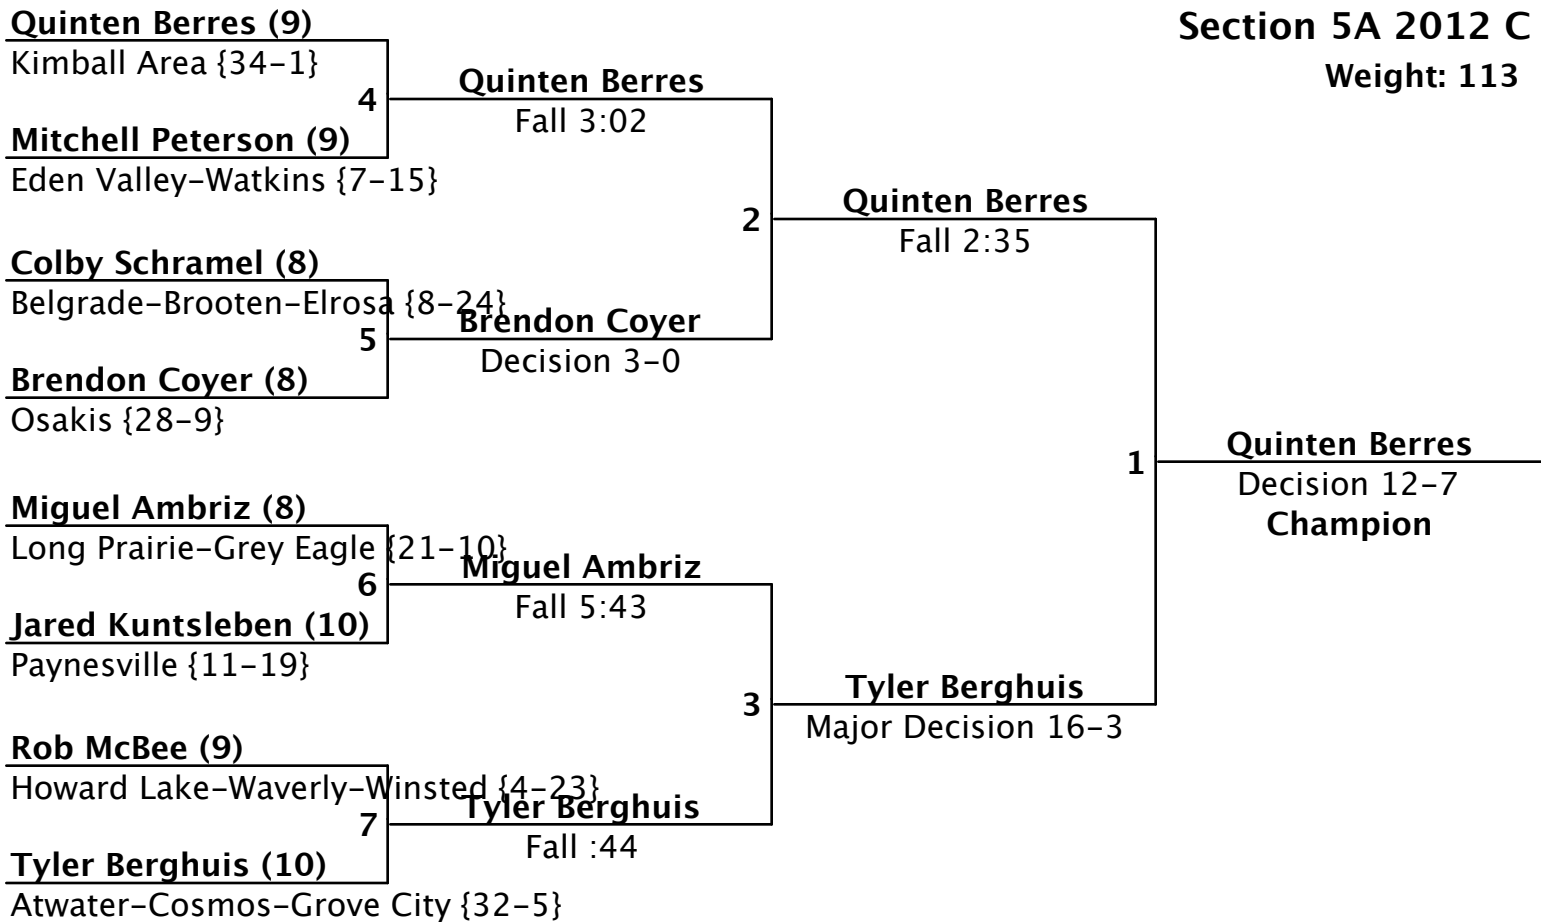 Section 5A 2012 C
Weight: 113
Quinten Berres (9)
Kimball Area {34-1}
4
Mitchell Peterson (9)
Eden Valley-Watkins {7-15}
Colby Schramel (8)
Belgrade-Brooten-Elrosa {8-24}
5
Brendon Coyer (8)
Osakis {28-9}
Miguel Ambriz (8)
Long Prairie-Grey Eagle {21-10}
6
Jared Kuntsleben (10)
Paynesville {11-19}
Rob McBee (9)
Howard Lake-Waverly-Winsted {4-23}
7
Tyler Berghuis (10)
Atwater-Cosmos-Grove City {32-5}
Quinten Berres
Fall 3:02
2
Brendon Coyer
Decision 3-0
Miguel Ambriz
Fall 5:43
3
Tyler Berghuis
Fall :44
Quinten Berres
Fall 2:35
1
Tyler Berghuis
Major Decision 16-3
Quinten Berres
Decision 12-7
Champion